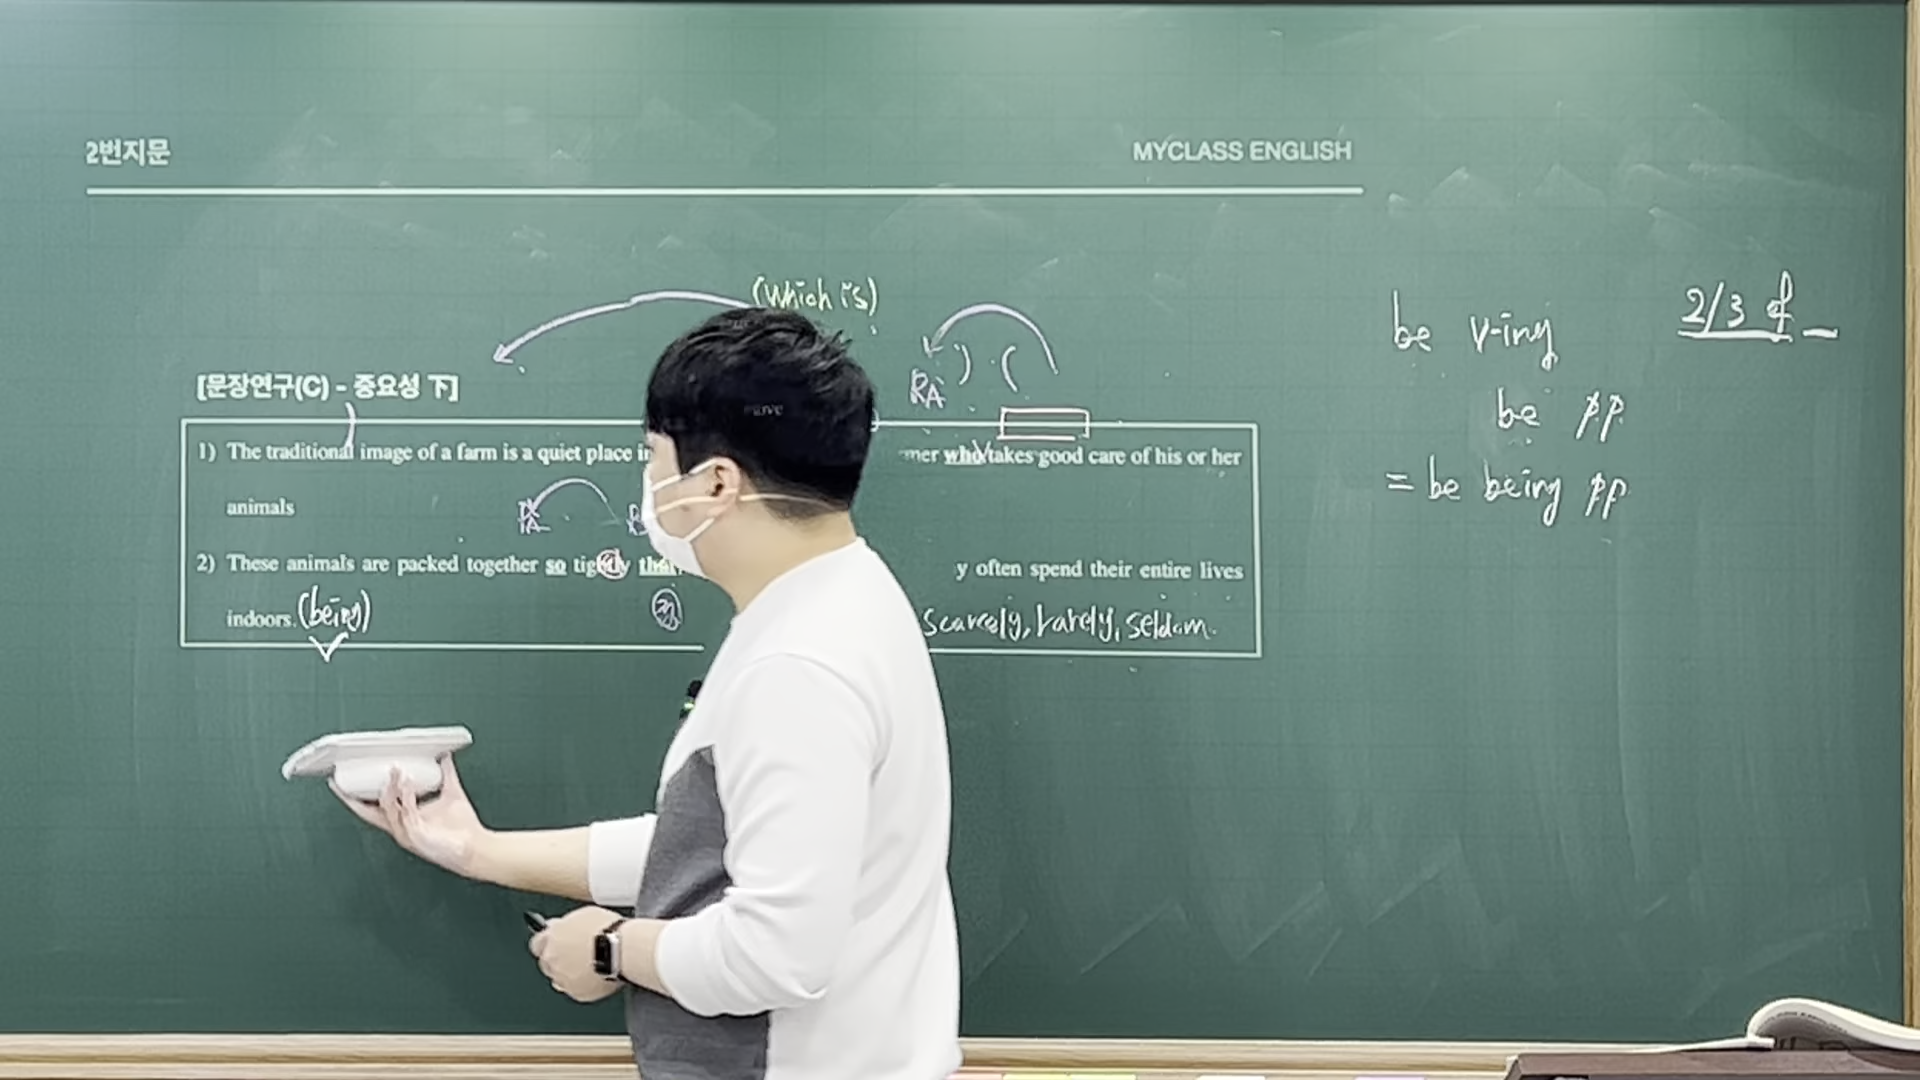 2번지문
MYCLASS ENGLISH
(which is)
be v-ing
2/3 of
be pp
= be being pp
RA
[문장연구(C) - 중요성 下]
1) The traditional image of a farm is a quiet place who takes good care of his or her
animals
2) These animals are packed together so tightly that y often spend their entire lives
indoors. (being)
scarcely, rarely, seldom.